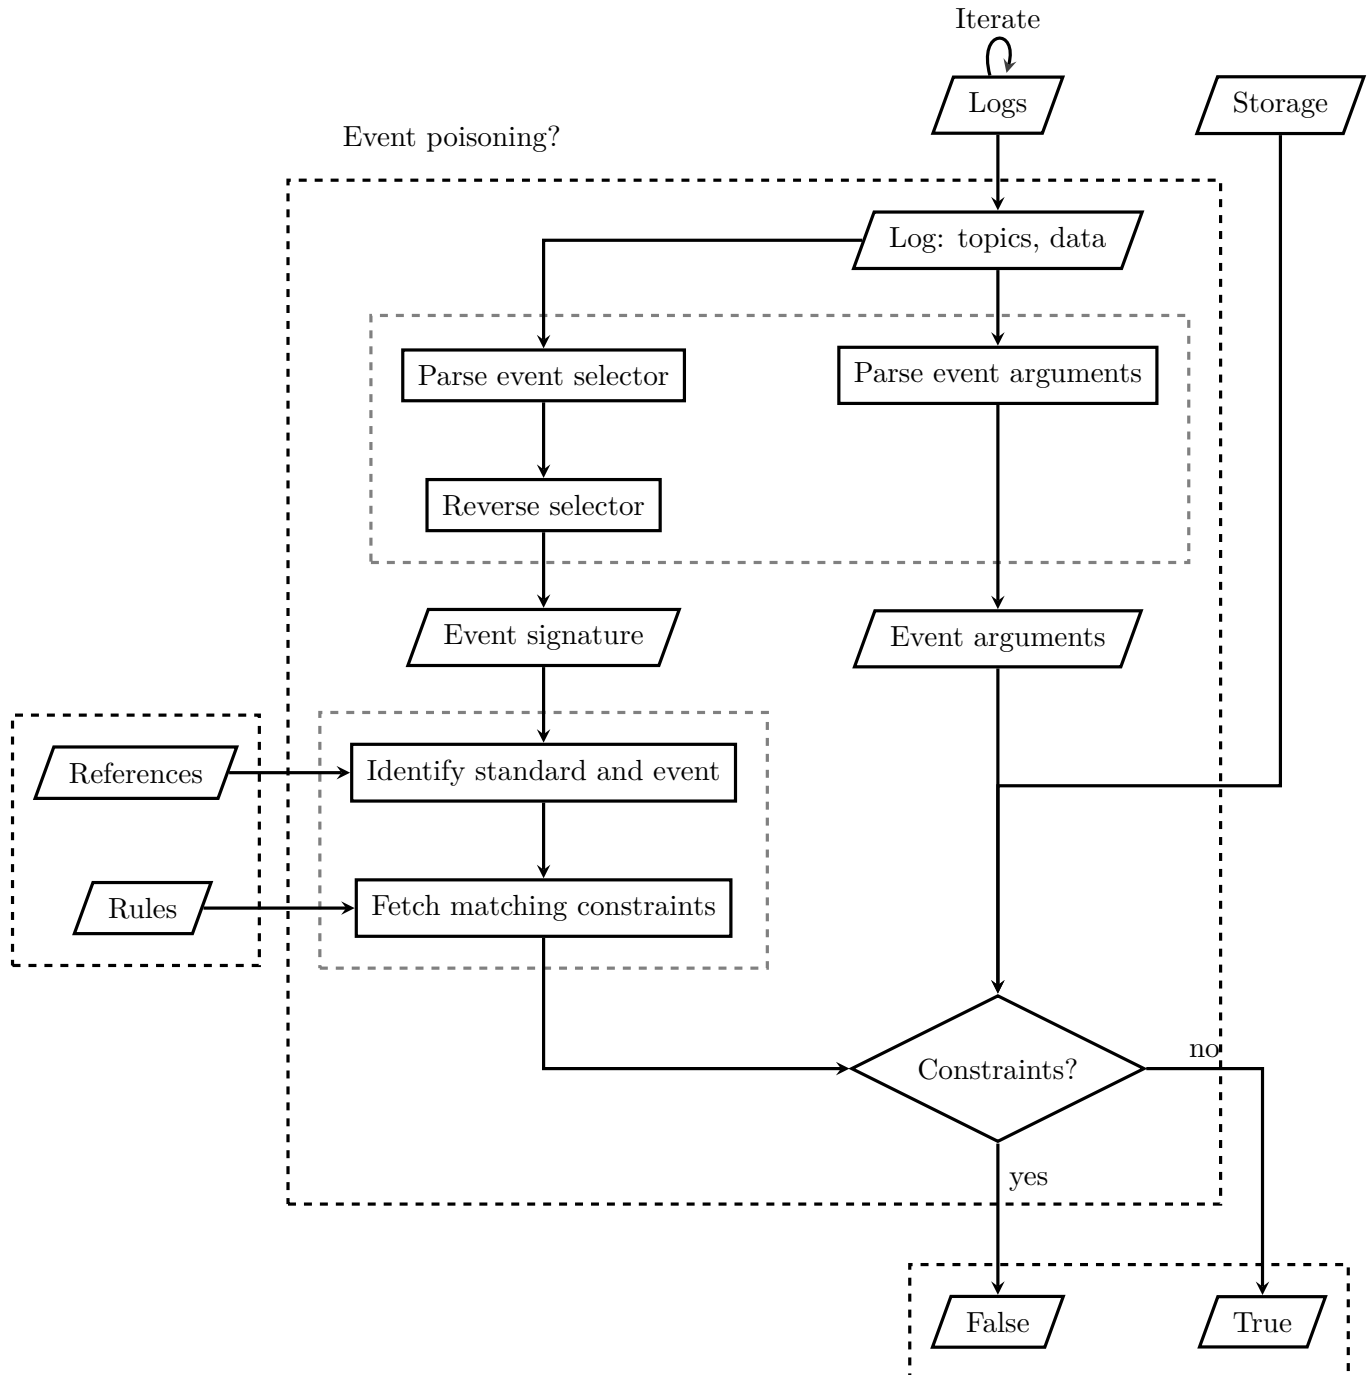 Iterate
Logs
Storage
Event poisoning?
Log: topics, data
Parse event selector
Parse event arguments
Reverse selector
Event signature
Event arguments
References
Identify standard and event
Rules
Fetch matching constraints
Constraints?
no
yes
False
True